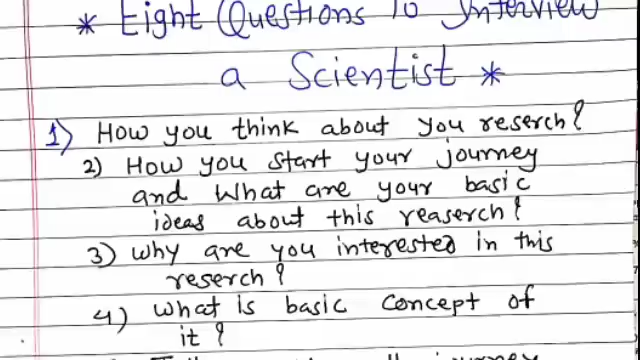 * Eight Questions To Interview
a Scientist *
1) How you think about you reserch?
2) How you start your journey
and what are your basic
ideas about this reaserch?
3) why are you interested in this
reserch?
4) what is basic concept of
it?